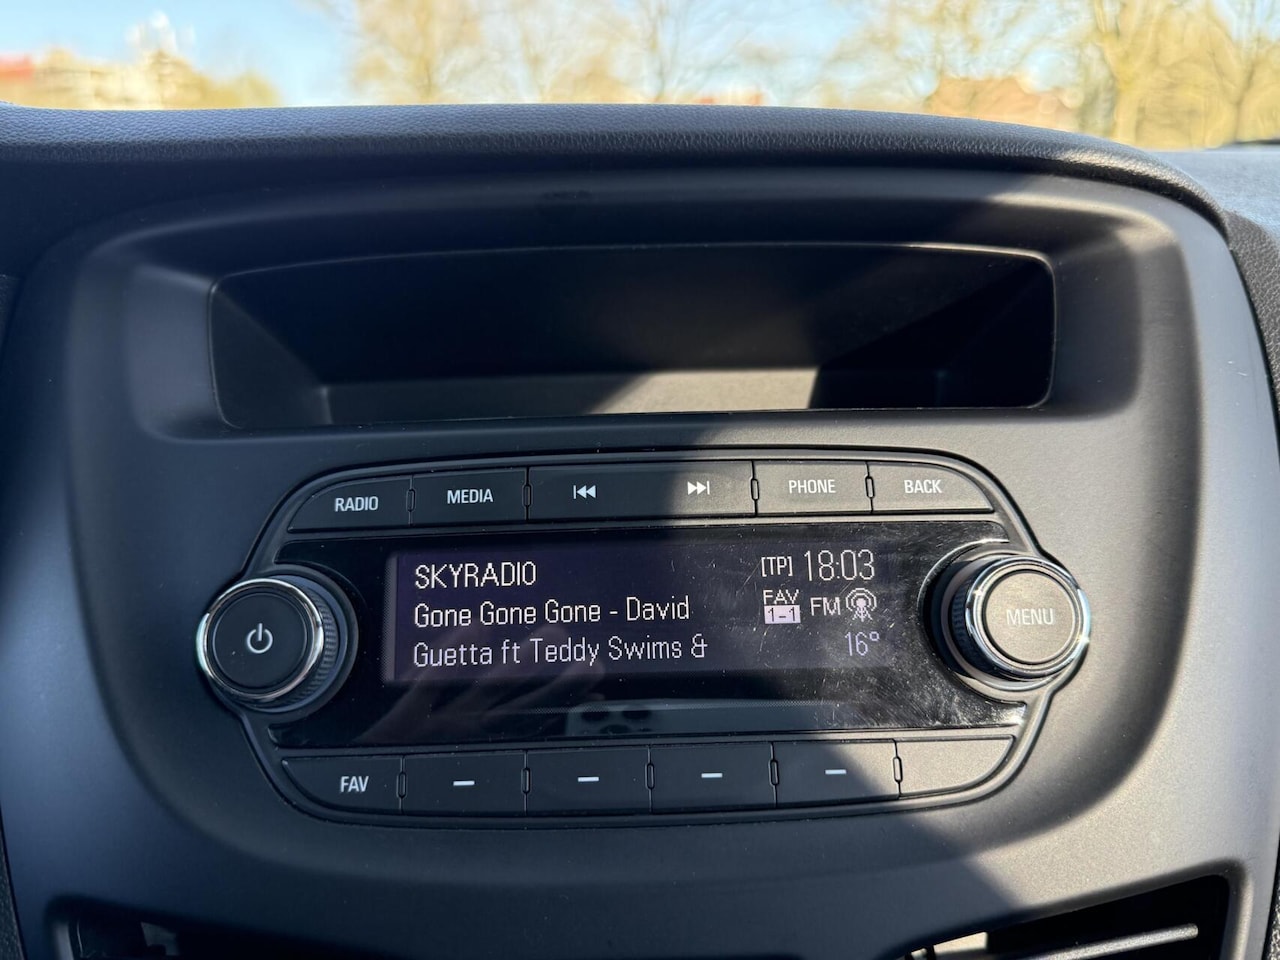 RADIO MEDIA PHONE BACK
SKYRADIO [TP] 18:03
Gone Gone Gone - David FAV 1-1 FM
Guetta ft Teddy Swims & 16°
MENU
FAV